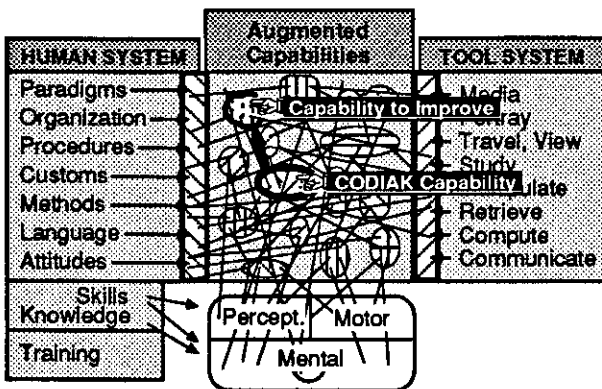 HUMAN SYSTEM
Augmented
Capabilities
TOOL SYSTEM
Paradigms
Organization
Procedures
Customs
Methods
Language
Attitudes
Capability to Improve
CODIAK Capability
Media
Travel, View
Study
Retrieve
Compute
Communicate
Skills
Knowledge
Training
Percept.
Motor
Mental